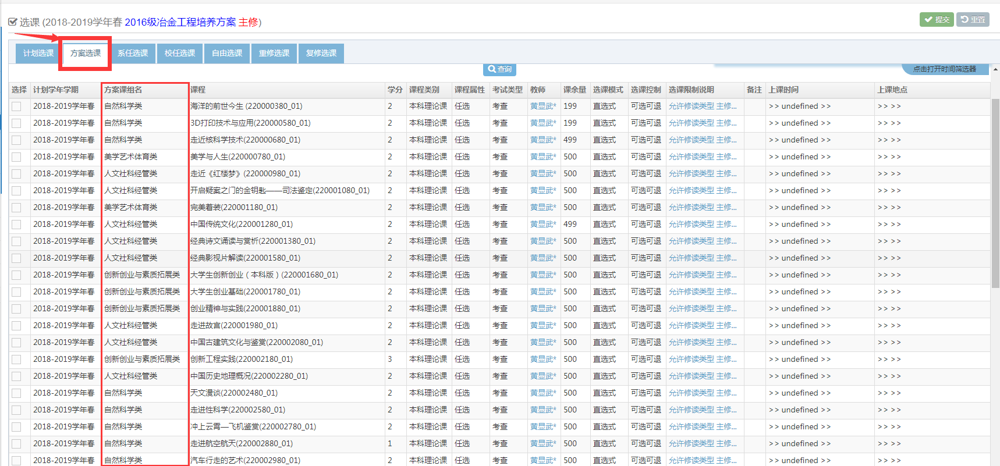 选课 (2018-2019学年春 2016级冶金工程培养方案 主修)
提交 重置
计划选课 方案选课 系任选课 校任选课 自由选课 重修选课 复修选课
查询 点击打开时间筛选器
选择 计划学年学期 方案课组名 课程 学分 课程类别 课程属性 考试类型 教师 课余量 选课模式 选课控制 选课限制说明 备注 上课时间 上课地点
2018-2019学年春 自然科学类 海洋的前世今生 (220000380_01) 2 本科理论课 任选 考查 黄显武* 199 直选式 可选可退 允许修读类型 主修... >> undefined >> >> >>
2018-2019学年春 自然科学类 3D打印技术与应用(220000580_01) 2 本科理论课 任选 考查 黄显武* 199 直选式 可选可退 允许修读类型 主修... >> undefined >> >> >>
2018-2019学年春 自然科学类 走近核科学技术(220000680_01) 2 本科理论课 任选 考查 黄显武* 499 直选式 可选可退 允许修读类型 主修... >> undefined >> >> >>
2018-2019学年春 美学艺术体育类 美学与人生(220000780_01) 2 本科理论课 任选 考查 黄显武* 500 直选式 可选可退 允许修读类型 主修... >> undefined >> >> >>
2018-2019学年春 人文社科经管类 走近《红楼梦》(220000980_01) 2 本科理论课 任选 考查 黄显武* 500 直选式 可选可退 允许修读类型 主修... >> undefined >> >> >>
2018-2019学年春 人文社科经管类 开启疑案之门的金钥匙——司法鉴定(220001080_01) 2 本科理论课 任选 考查 黄显武* 500 直选式 可选可退 允许修读类型 主修... >> undefined >> >> >>
2018-2019学年春 美学艺术体育类 完美着装(220001180_01) 2 本科理论课 任选 考查 黄显武* 500 直选式 可选可退 允许修读类型 主修... >> undefined >> >> >>
2018-2019学年春 人文社科经管类 中国传统文化(220001280_01) 2 本科理论课 任选 考查 黄显武* 499 直选式 可选可退 允许修读类型 主修... >> undefined >> >> >>
2018-2019学年春 人文社科经管类 经典诗文诵读与赏析(220001380_01) 2 本科理论课 任选 考查 黄显武* 500 直选式 可选可退 允许修读类型 主修... >> undefined >> >> >>
2018-2019学年春 人文社科经管类 经典影视片解读(220001580_01) 2 本科理论课 任选 考查 黄显武* 500 直选式 可选可退 允许修读类型 主修... >> undefined >> >> >>
2018-2019学年春 创新创业与素质拓展类 大学生创新创业(本科版)(220001680_01) 2 本科理论课 任选 考查 黄显武* 500 直选式 可选可退 允许修读类型 主修... >> undefined >> >> >>
2018-2019学年春 创新创业与素质拓展类 大学生创业基础(220001780_01) 2 本科理论课 任选 考查 黄显武* 500 直选式 可选可退 允许修读类型 主修... >> undefined >> >> >>
2018-2019学年春 创新创业与素质拓展类 创业精神与实践(220001880_01) 2 本科理论课 任选 考查 黄显武* 500 直选式 可选可退 允许修读类型 主修... >> undefined >> >> >>
2018-2019学年春 人文社科经管类 走进故宫(220001980_01) 2 本科理论课 任选 考查 黄显武* 500 直选式 可选可退 允许修读类型 主修... >> undefined >> >> >>
2018-2019学年春 人文社科经管类 中国古建筑文化与鉴赏(220002080_01) 2 本科理论课 任选 考查 黄显武* 500 直选式 可选可退 允许修读类型 主修... >> undefined >> >> >>
2018-2019学年春 创新创业与素质拓展类 创新工程实践(220002180_01) 3 本科理论课 任选 考查 黄显武* 500 直选式 可选可退 允许修读类型 主修... >> undefined >> >> >>
2018-2019学年春 人文社科经管类 中国历史地理概况(220002280_01) 2 本科理论课 任选 考查 黄显武* 500 直选式 可选可退 允许修读类型 主修... >> undefined >> >> >>
2018-2019学年春 自然科学类 天文漫谈(220002480_01) 2 本科理论课 任选 考查 黄显武* 500 直选式 可选可退 允许修读类型 主修... >> undefined >> >> >>
2018-2019学年春 自然科学类 走进性科学(220002580_01) 2 本科理论课 任选 考查 黄显武* 500 直选式 可选可退 允许修读类型 主修... >> undefined >> >> >>
2018-2019学年春 自然科学类 冲上云霄—飞机鉴赏(220002780_01) 2 本科理论课 任选 考查 黄显武* 500 直选式 可选可退 允许修读类型 主修... >> undefined >> >> >>
2018-2019学年春 自然科学类 走进航空航天(220002880_01) 1 本科理论课 任选 考查 黄显武* 500 直选式 可选可退 允许修读类型 主修... >> undefined >> >> >>
2018-2019学年春 自然科学类 汽车行走的艺术(220002980_01) 2 本科理论课 任选 考查 黄显武* 500 直选式 可选可退 允许修读类型 主修... >> undefined >> >> >>